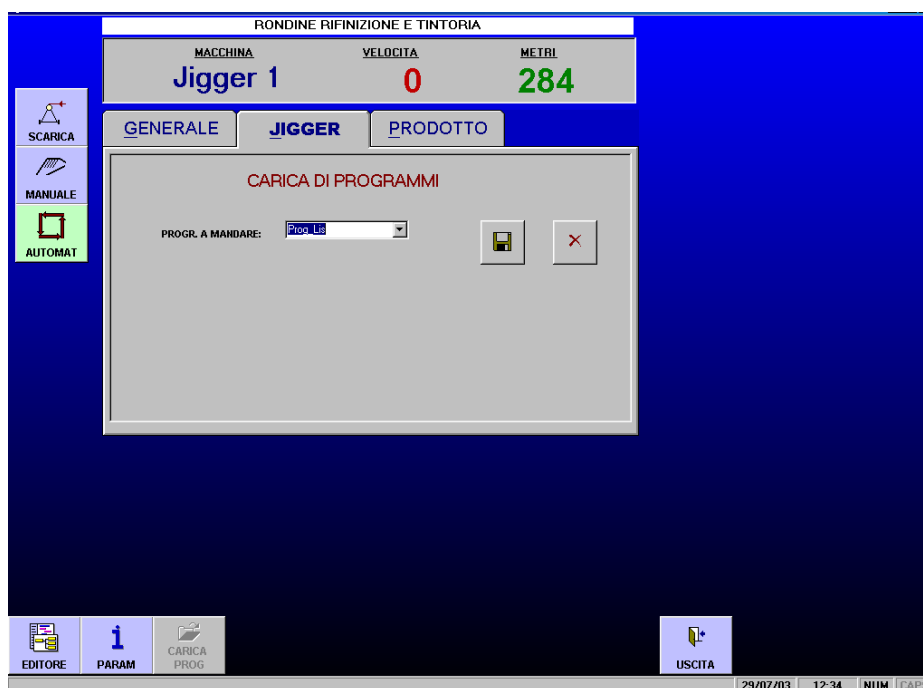 RONDINE RIFINIZIONE E TINTORIA
MACCHINA VELOCITA METRI
Jigger 1 0 284
SCARICA
MANUALE
AUTOMAT
GENERALE JIGGER PRODOTTO
CARICA DI PROGRAMMI
PROGR. A MANDARE: Prog_Lis
EDITORE
i
PARAM
CARICA
PROG
USCITA
29/07/03 12:34 NUM CAPS